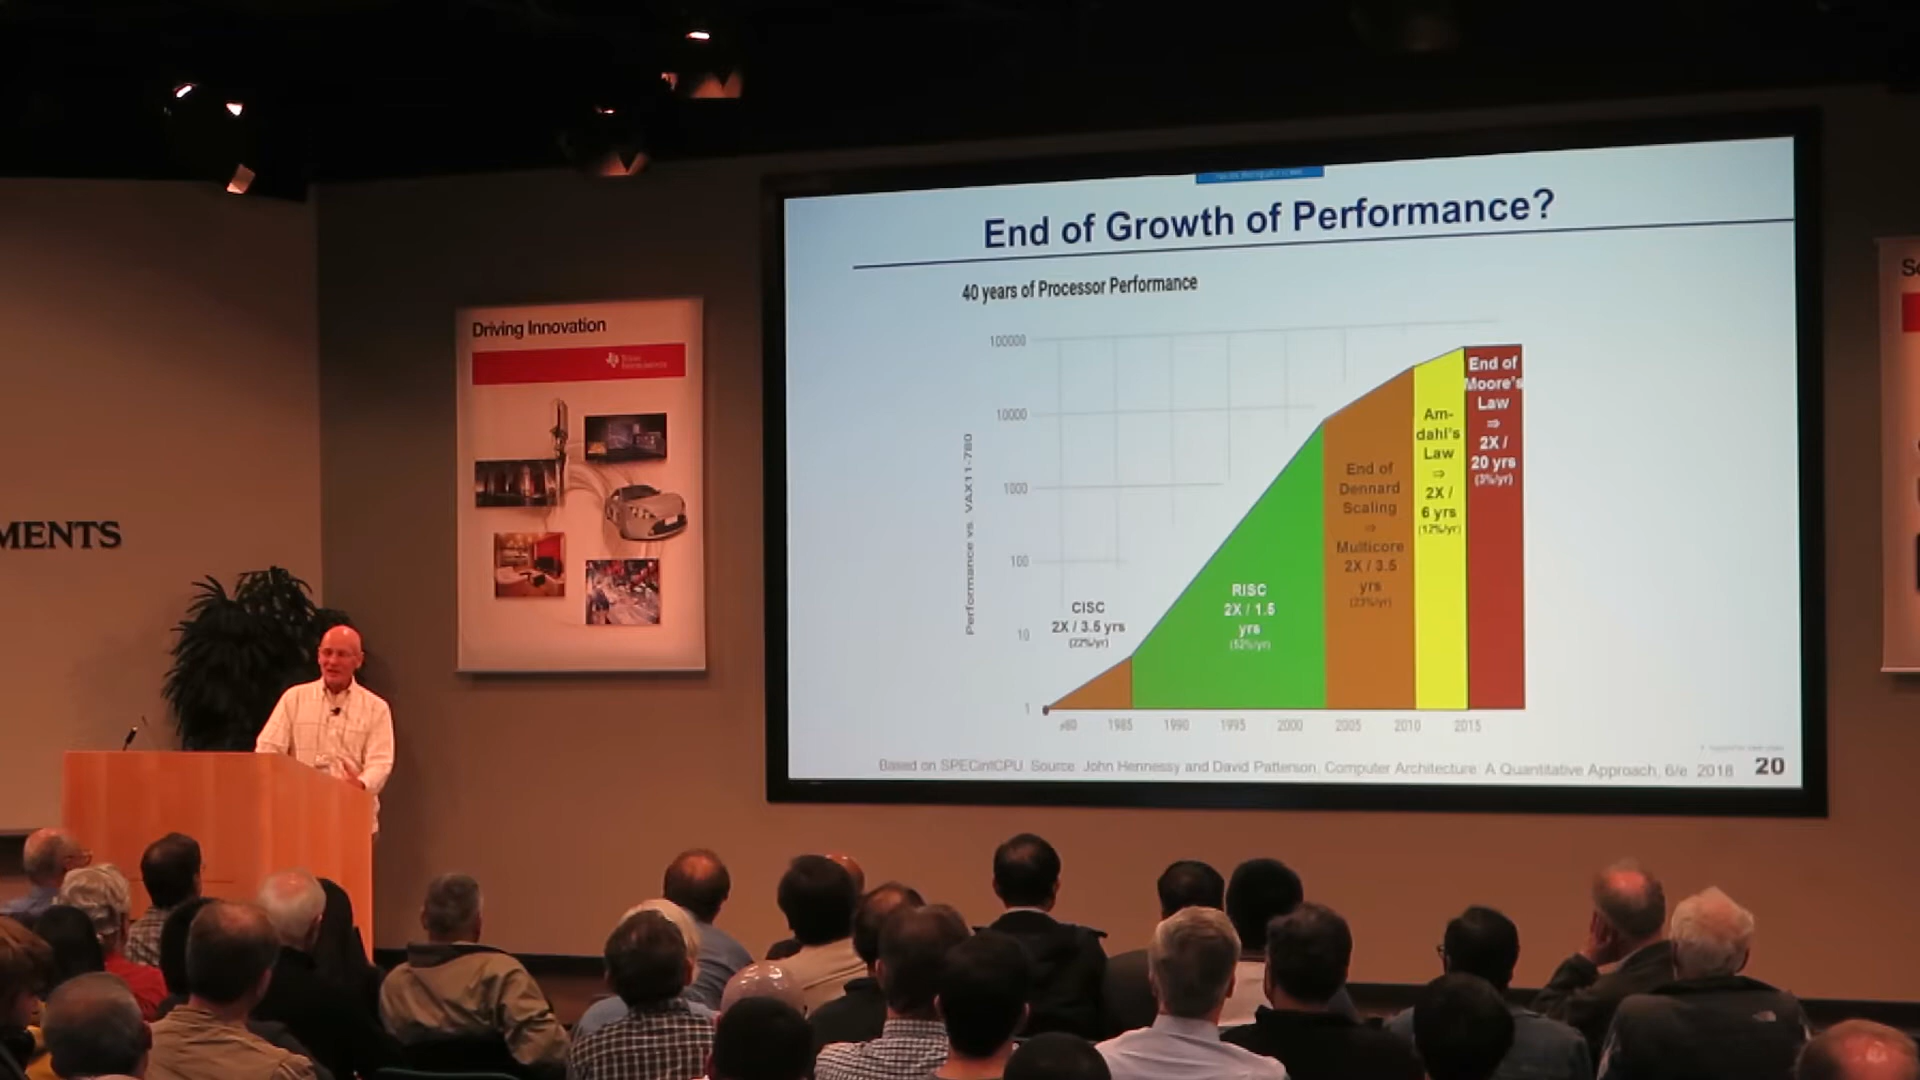 End of Growth of Performance?
40 years of Processor Performance
Performance vs. VAX11-780
100000
10000
1000
100
10
1
1985
1990
1995
2000
2005
2010
2015
CISC
2X / 3.5 yrs
(22%/yr)
RISC
2X / 1.5
yrs
(52%/yr)
End of
Dennard
Scaling
⇒
Multicore
2X / 3.5
yrs
(23%/yr)
Am-
dahl's
Law
⇒
2X /
6 yrs
(12%/yr)
End of
Moore's
Law
⇒
2X /
20 yrs
(3%/yr)
Based on SPECintCPU. Source: John Hennessy and David Patterson, Computer Architecture: A Quantitative Approach, 6/e. 2018
20
Driving Innovation
Texas
Instruments
MENTS